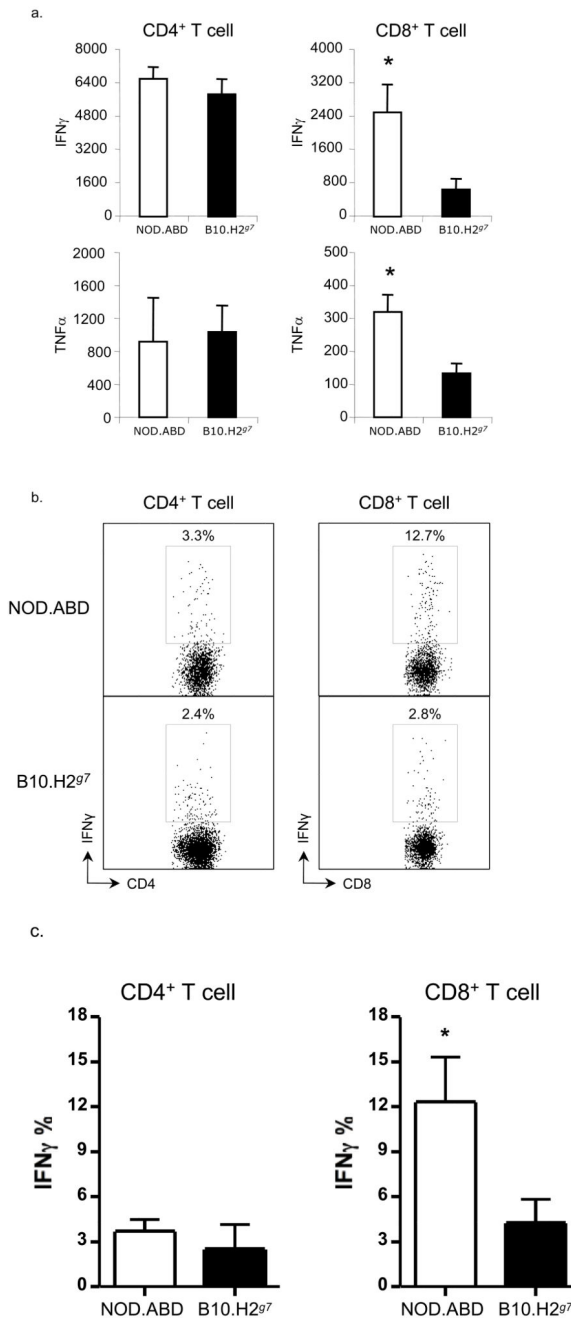 a.
CD4⁺ T cell
CD8⁺ T cell
IFNγ
8000
6400
4800
3200
1600
0
NOD.ABD
B10.H2ᵍ⁷
IFNγ
4000
3200
2400
1600
800
0
*
NOD.ABD
B10.H2ᵍ⁷
TNFα
2000
1600
1200
800
400
0
NOD.ABD
B10.H2ᵍ⁷
TNFα
500
400
300
200
100
0
*
NOD.ABD
B10.H2ᵍ⁷
b.
CD4⁺ T cell
CD8⁺ T cell
NOD.ABD
3.3%
12.7%
B10.H2ᵍ⁷
2.4%
2.8%
IFNγ
CD4
IFNγ
CD8
c.
CD4⁺ T cell
CD8⁺ T cell
IFNγ %
18
15
12
9
6
3
0
NOD.ABD
B10.H2ᵍ⁷
IFNγ %
18
15
12
9
6
3
0
*
NOD.ABD
B10.H2ᵍ⁷